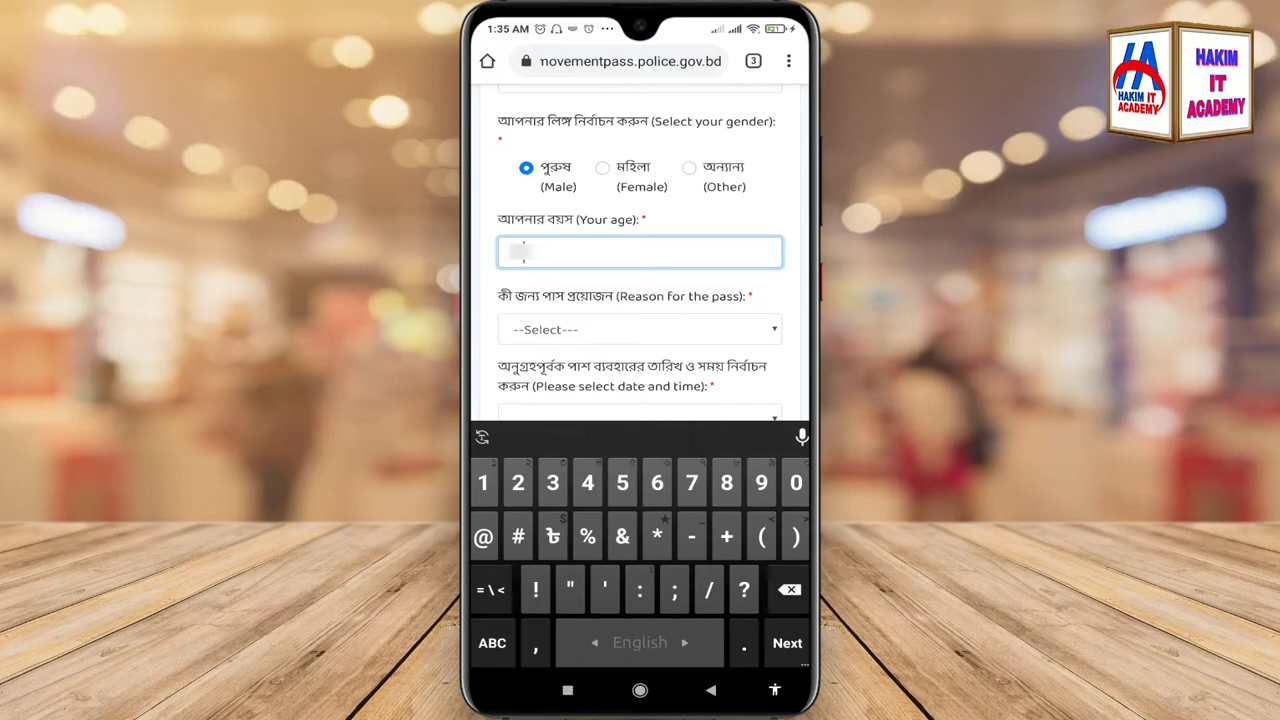 1:35 AM
21
movementpass.police.gov.bd
3
আপনার লিঙ্গ নির্বাচন করুন (Select your gender):
*
পুরুষ
(Male)
মহিলা
(Female)
অন্যান্য
(Other)
আপনার বয়স (Your age): *
কী জন্য পাস প্রয়োজন (Reason for the pass): *
--Select---
অনুগ্রহপূর্বক পাশ ব্যবহারের তারিখ ও সময় নির্বাচন
করুন (Please select date and time): *
1 2 3 4 5 6 7 8 9 0
@ # ৳ % & * - + ( )
= \ < ! " ' : ; / ?
ABC , English . Next
HA
HAKIM IT
ACADEMY
HAKIM
IT
ACADEMY